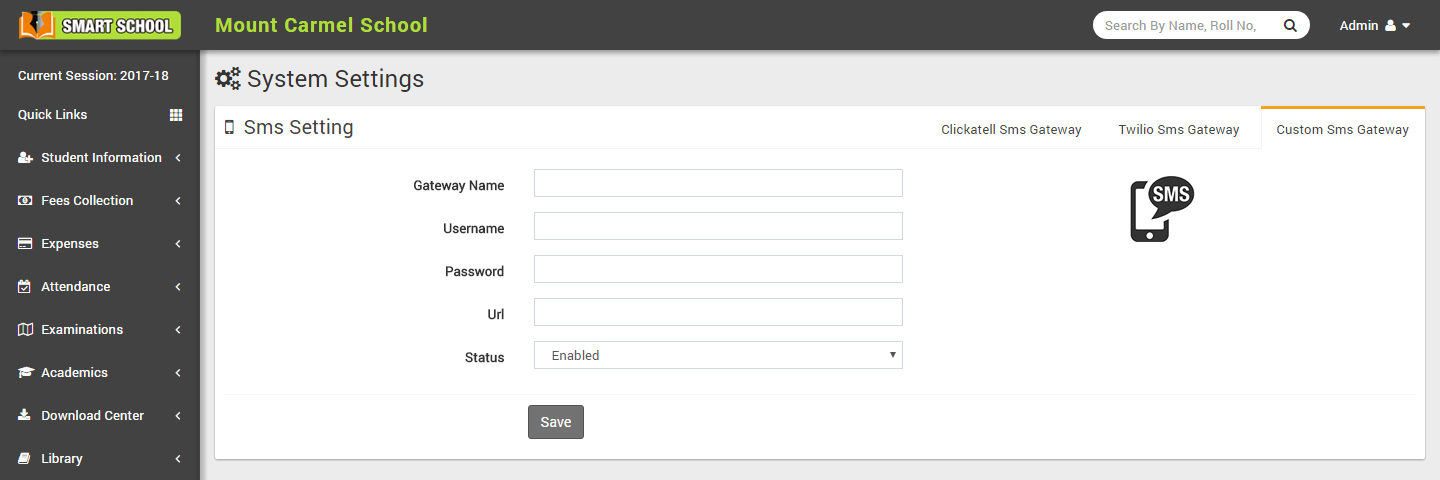 SMART SCHOOL
Mount Carmel School
Search By Name, Roll No,
Admin
Current Session: 2017-18
Quick Links
Student Information
Fees Collection
Expenses
Attendance
Examinations
Academics
Download Center
Library
System Settings
Sms Setting
Clickatell Sms Gateway
Twilio Sms Gateway
Custom Sms Gateway
Gateway Name
Username
Password
Url
Status
Enabled
Save
SMS